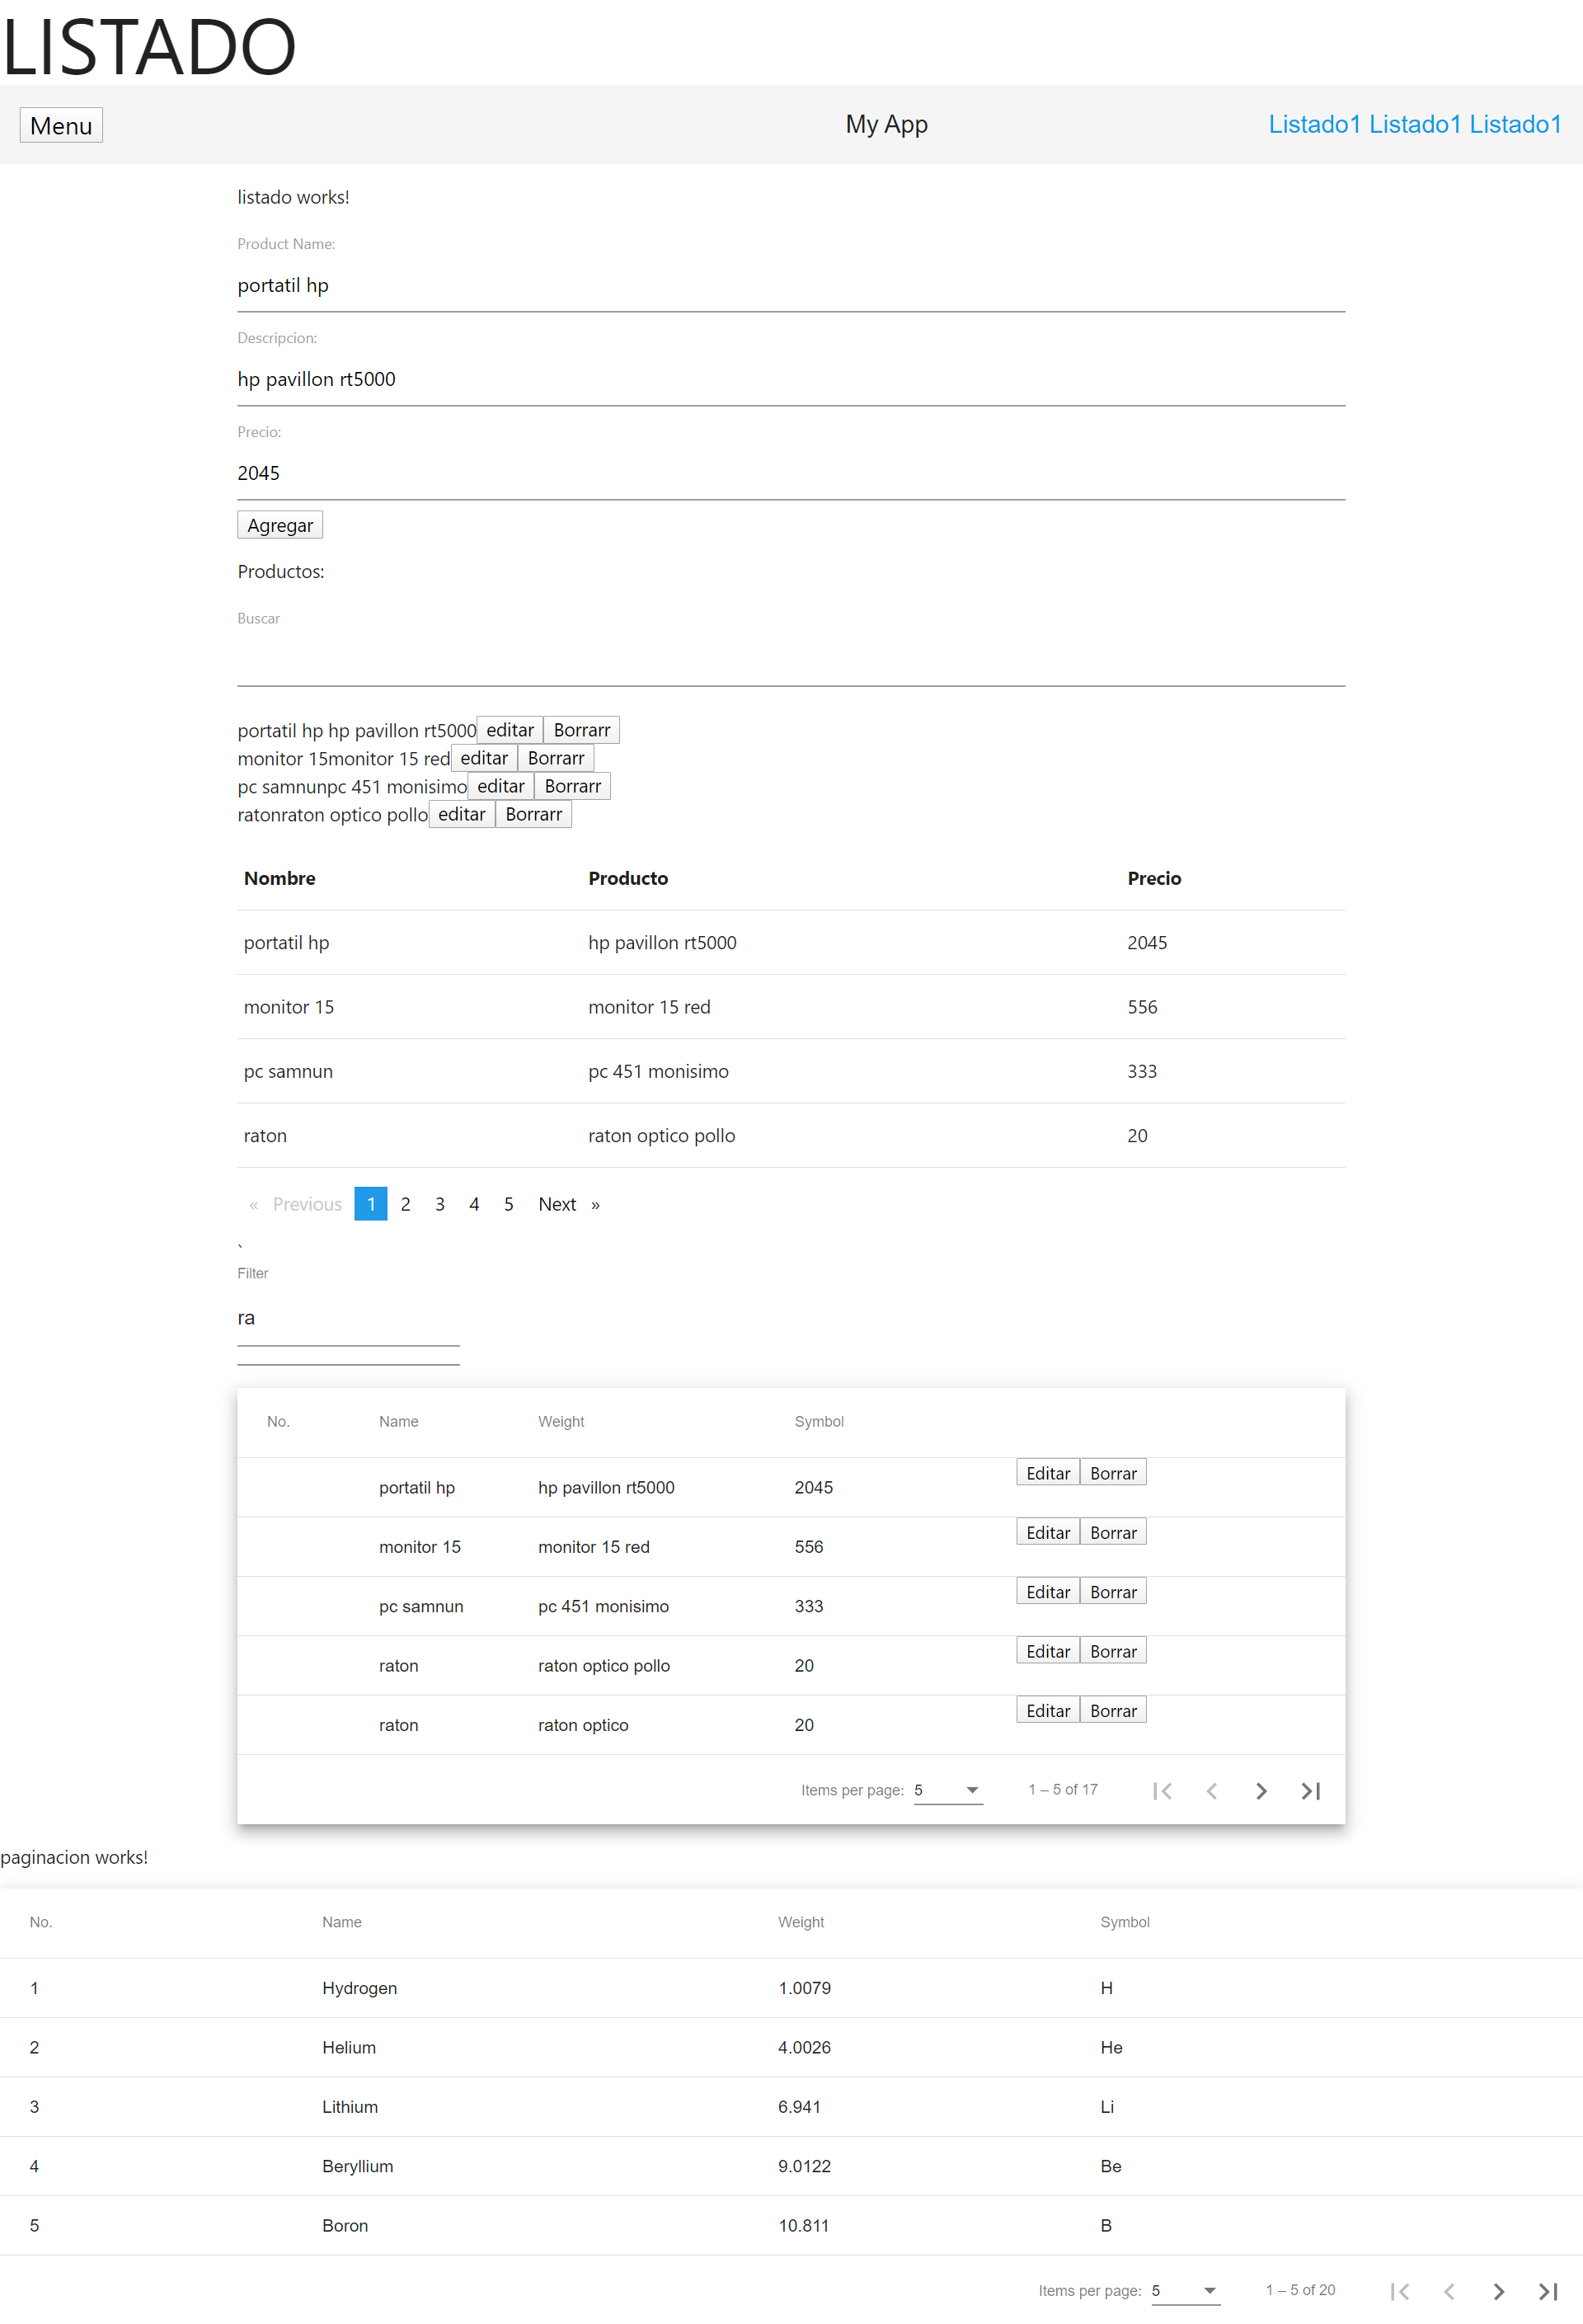 LISTADO
Menu My App Listado1 Listado1 Listado1
listado works!
Product Name:
portatil hp
Descripcion:
hp pavillon rt5000
Precio:
2045
Agregar
Productos:
Buscar
portatil hp hp pavillon rt5000 editar Borrarr
monitor 15monitor 15 red editar Borrarr
pc samnunpc 451 monisimo editar Borrarr
ratonraton optico pollo editar Borrarr
Nombre Producto Precio
portatil hp hp pavillon rt5000 2045
monitor 15 monitor 15 red 556
pc samnun pc 451 monisimo 333
raton raton optico pollo 20
« Previous 1 2 3 4 5 Next »
`
Filter
ra
No. Name Weight Symbol
portatil hp hp pavillon rt5000 2045 Editar Borrar
monitor 15 monitor 15 red 556 Editar Borrar
pc samnun pc 451 monisimo 333 Editar Borrar
raton raton optico pollo 20 Editar Borrar
raton raton optico 20 Editar Borrar
Items per page: 5 1 – 5 of 17
paginacion works!
No. Name Weight Symbol
1 Hydrogen 1.0079 H
2 Helium 4.0026 He
3 Lithium 6.941 Li
4 Beryllium 9.0122 Be
5 Boron 10.811 B
Items per page: 5 1 – 5 of 20